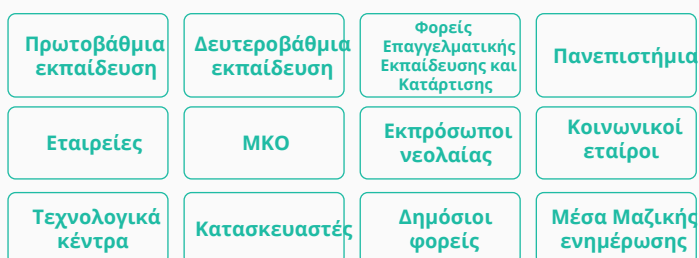 Πρωτοβάθμια
εκπαίδευση
Δευτεροβάθμια
εκπαίδευση
Φορείς
Επαγγελματικής
Εκπαίδευσης και
Κατάρτισης
Πανεπιστήμια
Εταιρείες
ΜΚΟ
Εκπρόσωποι
νεολαίας
Κοινωνικοί
εταίροι
Τεχνολογικά
κέντρα
Κατασκευαστές
Δημόσιοι
φορείς
Μέσα Μαζικής
ενημέρωσης